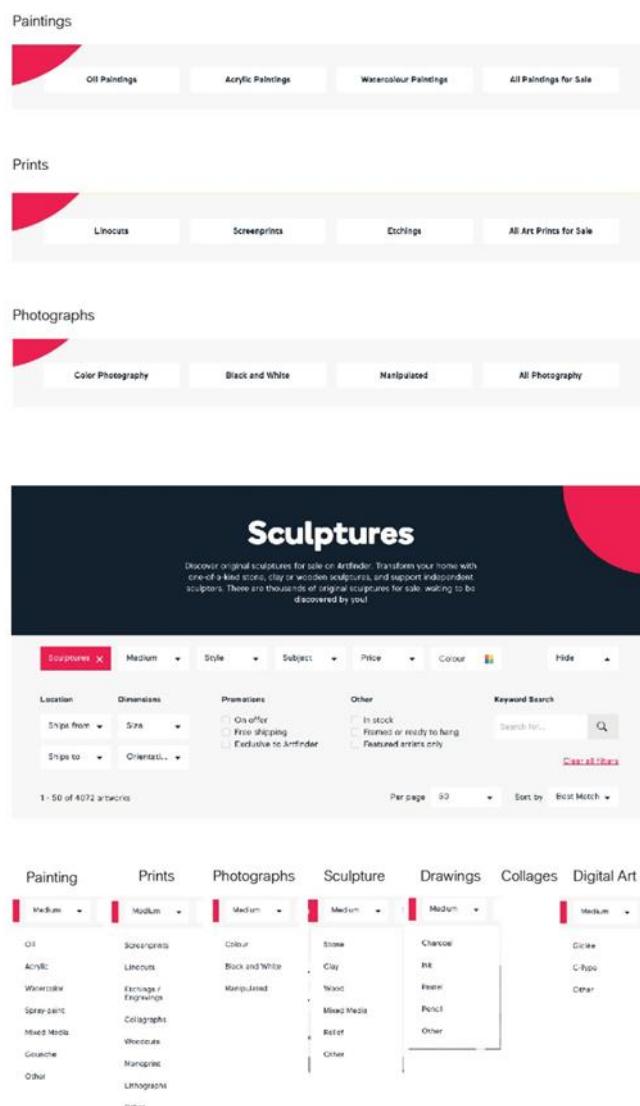 Paintings
Oil Paintings Acrylic Paintings Watercolour Paintings All Paintings for Sale
Prints
Linocuts Screenprints Etchings All Art Prints for Sale
Photographs
Color Photography Black and White Manipulated All Photography
Sculptures
Discover original sculptures for sale on Artfinder. Transform your home with
one-of-a-kind stone, clay or wooden sculptures, and support independent
sculptors. There are thousands of original sculptures for sale, waiting to be
discovered by you!
Sculptures X Medium Style Subject Price Colour Hide
Location Dimensions Promotions Other Keyword Search
Ships from Size On offer In stock Search for...
Free shipping Framed or ready to hang
Exclusive to Artfinder Featured artists only
Ships to Orientati... Clear all filters
1 - 50 of 4072 artworks Per page 50 Sort by Best Match
Painting Prints Photographs Sculpture Drawings Collages Digital Art
Medium Medium Medium Medium Medium Medium
Oil Screenprints Colour Stone Charcoal Giclée
Acrylic Linocuts Black and White Clay Ink C-Type
Watercolor Etchings / Engravings Manipulated Wood Pastel Other
Spray-paint Collagraphs Mixed Media Pencil
Mixed Media Woodcuts Relief Other
Gouache Monoprint Other
Other Lithographs